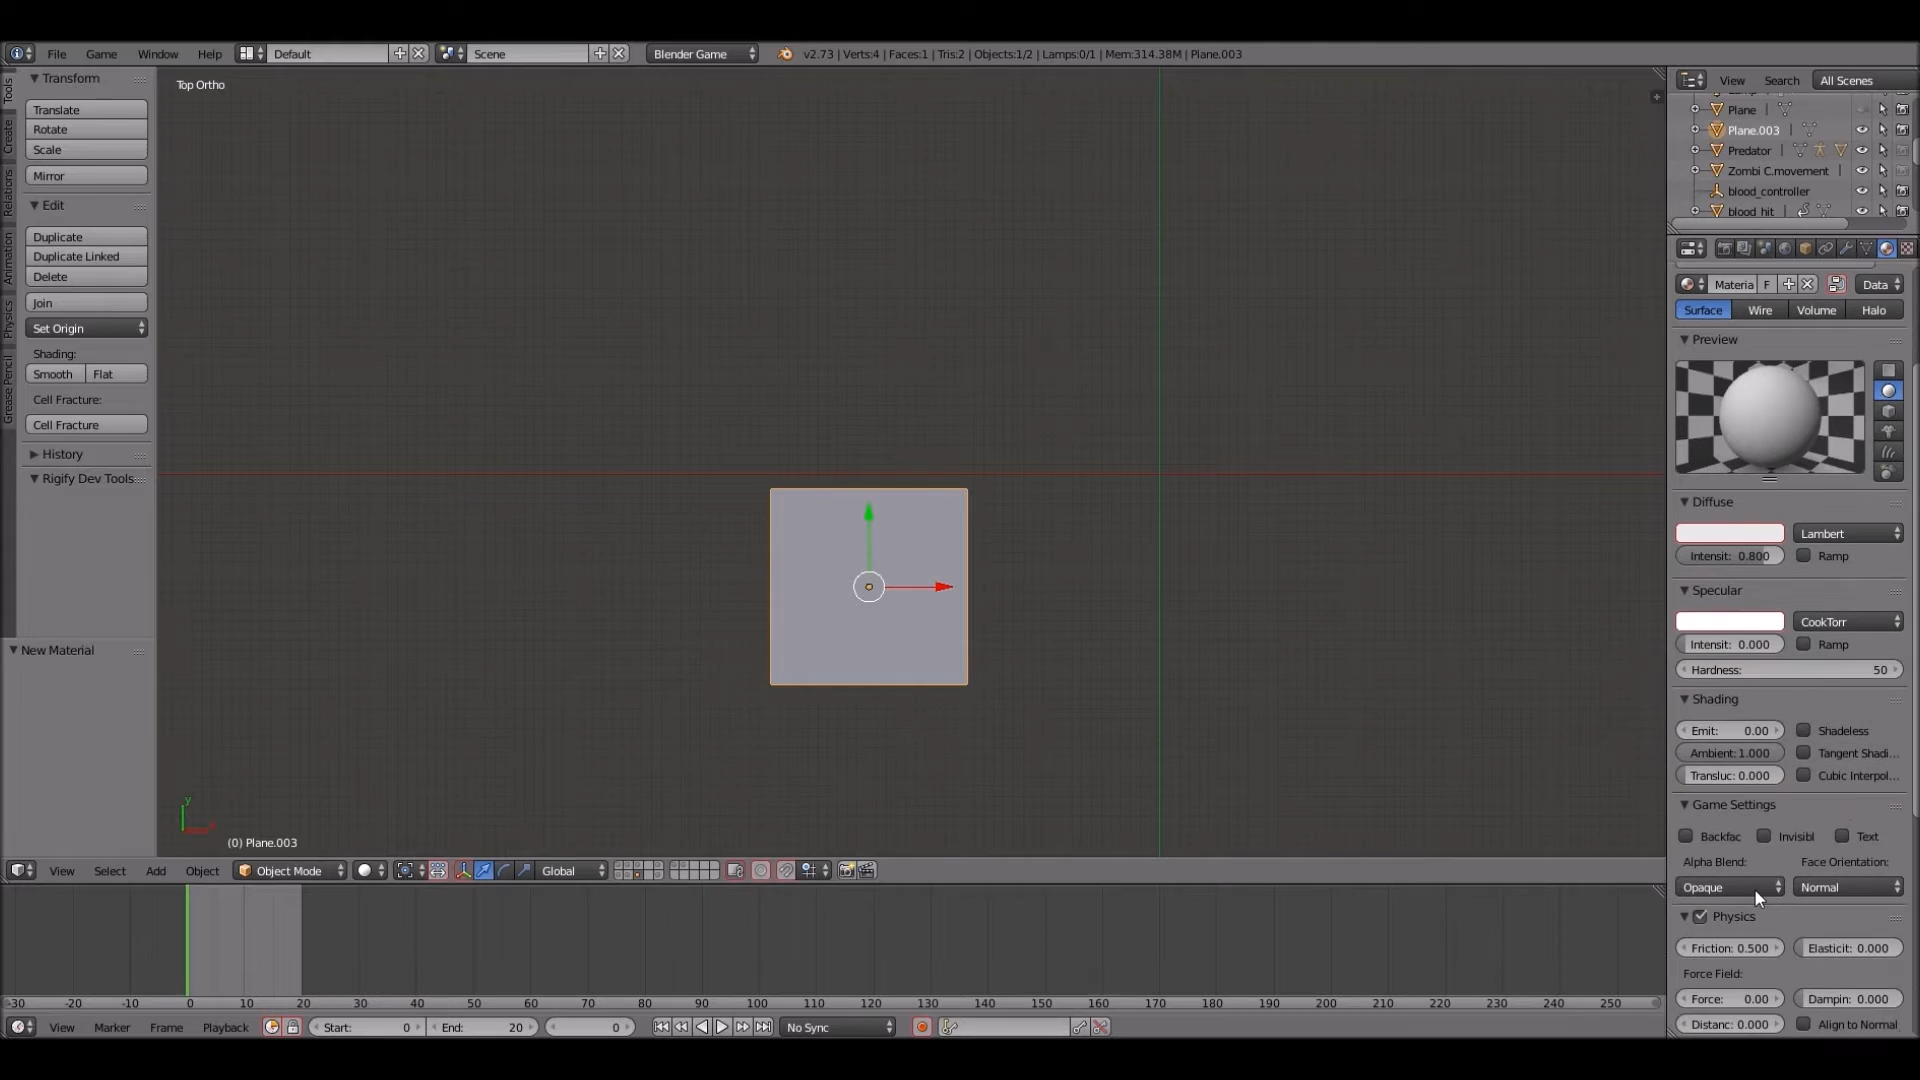 File Game Window Help Default Scene Blender Game v2.73 | Verts:4 | Faces:1 | Tris:2 | Objects:1/2 | Lamps:0/1 | Mem:314.38M | Plane.003
Tools
Create
Relations
Animation
Physics
Grease Pencil
Transform
Translate
Rotate
Scale
Mirror
Edit
Duplicate
Duplicate Linked
Delete
Join
Set Origin
Shading:
Smooth Flat
Cell Fracture:
Cell Fracture
History
Rigify Dev Tools
New Material
Top Ortho
y
(0) Plane.003
View Select Add Object Object Mode Global
-30 -20 -10 0 10 20 30 40 50 60 70 80 90 100 110 120 130 140 150 160 170 180 190 200 210 220 230 240 250
View Marker Frame Playback Start: 0 End: 20 0 No Sync
View Search All Scenes
Plane
Plane.003
Predator
Zombi C.movement
blood_controller
blood hit
Materia F Data
Surface Wire Volume Halo
Preview
Diffuse
Lambert
Intensit: 0.800 Ramp
Specular
CookTorr
Intensit: 0.000 Ramp
Hardness: 50
Shading
Emit: 0.00 Shadeless
Ambient: 1.000 Tangent Shadi...
Transluc: 0.000 Cubic Interpol...
Game Settings
Backfac Invisibl Text
Alpha Blend: Face Orientation:
Opaque Normal
Physics
Friction: 0.500 Elasticit: 0.000
Force Field:
Force: 0.00 Dampin: 0.000
Distanc: 0.000 Align to Normal